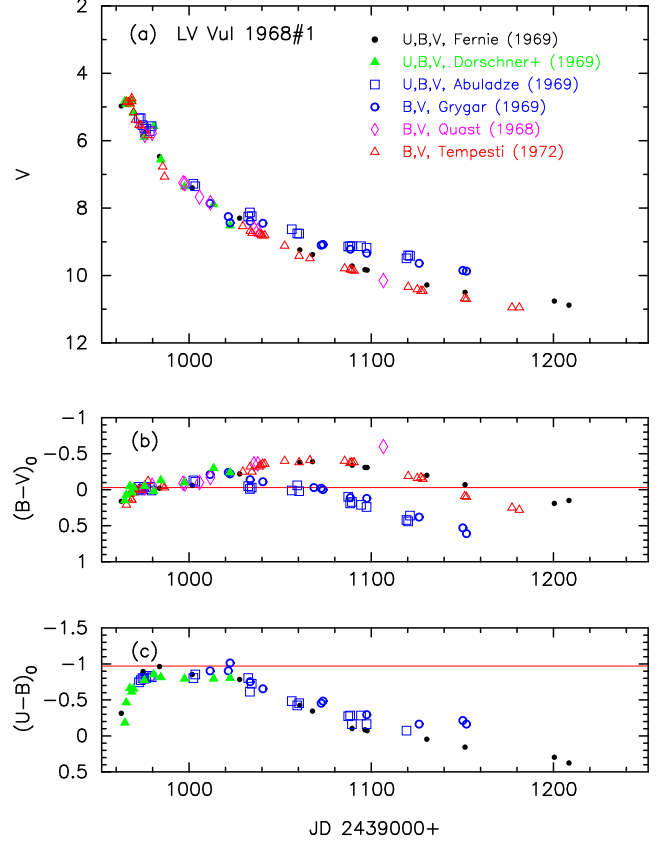 (a) LV Vul 1968#1
U,B,V, Fernie (1969)
U,B,V, Dorschner+ (1969)
U,B,V, Abuladze (1969)
B,V, Grygar (1969)
B,V, Quast (1968)
B,V, Tempesti (1972)
2
4
6
8
10
12
V
1000
1100
1200
(b)
−1
−0.5
0
0.5
1
(B−V)0
1000
1100
1200
(c)
−1.5
−1
−0.5
0
0.5
(U−B)0
1000
1100
1200
JD 2439000+